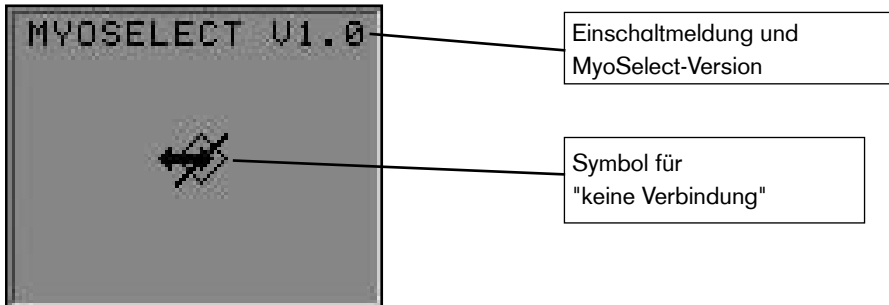 MYOSELECT V1.0
Einschaltmeldung und
MyoSelect-Version
Symbol für
"keine Verbindung"